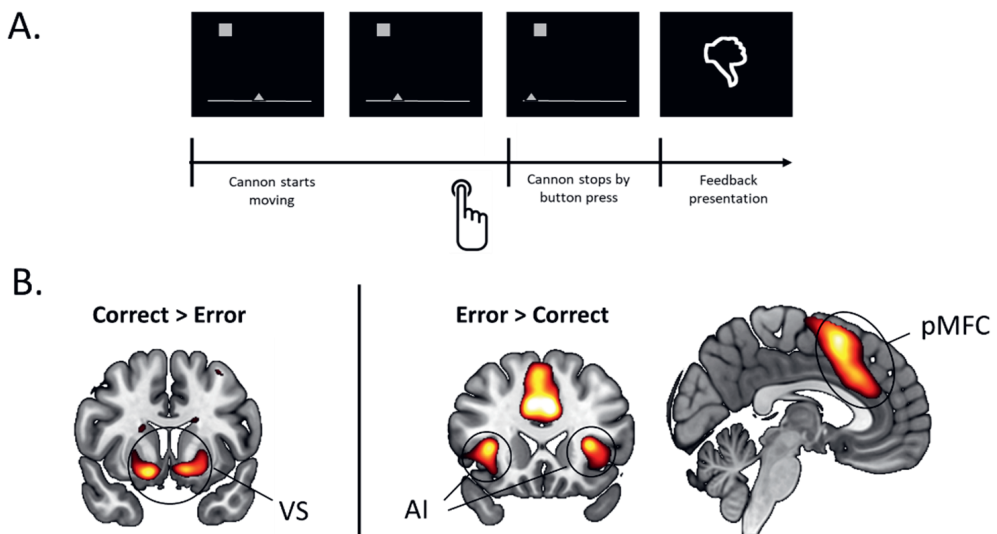 A.
Cannon starts
moving
Cannon stops by
button press
Feedback
presentation
B.
Correct > Error
Error > Correct
pMFC
VS
AI